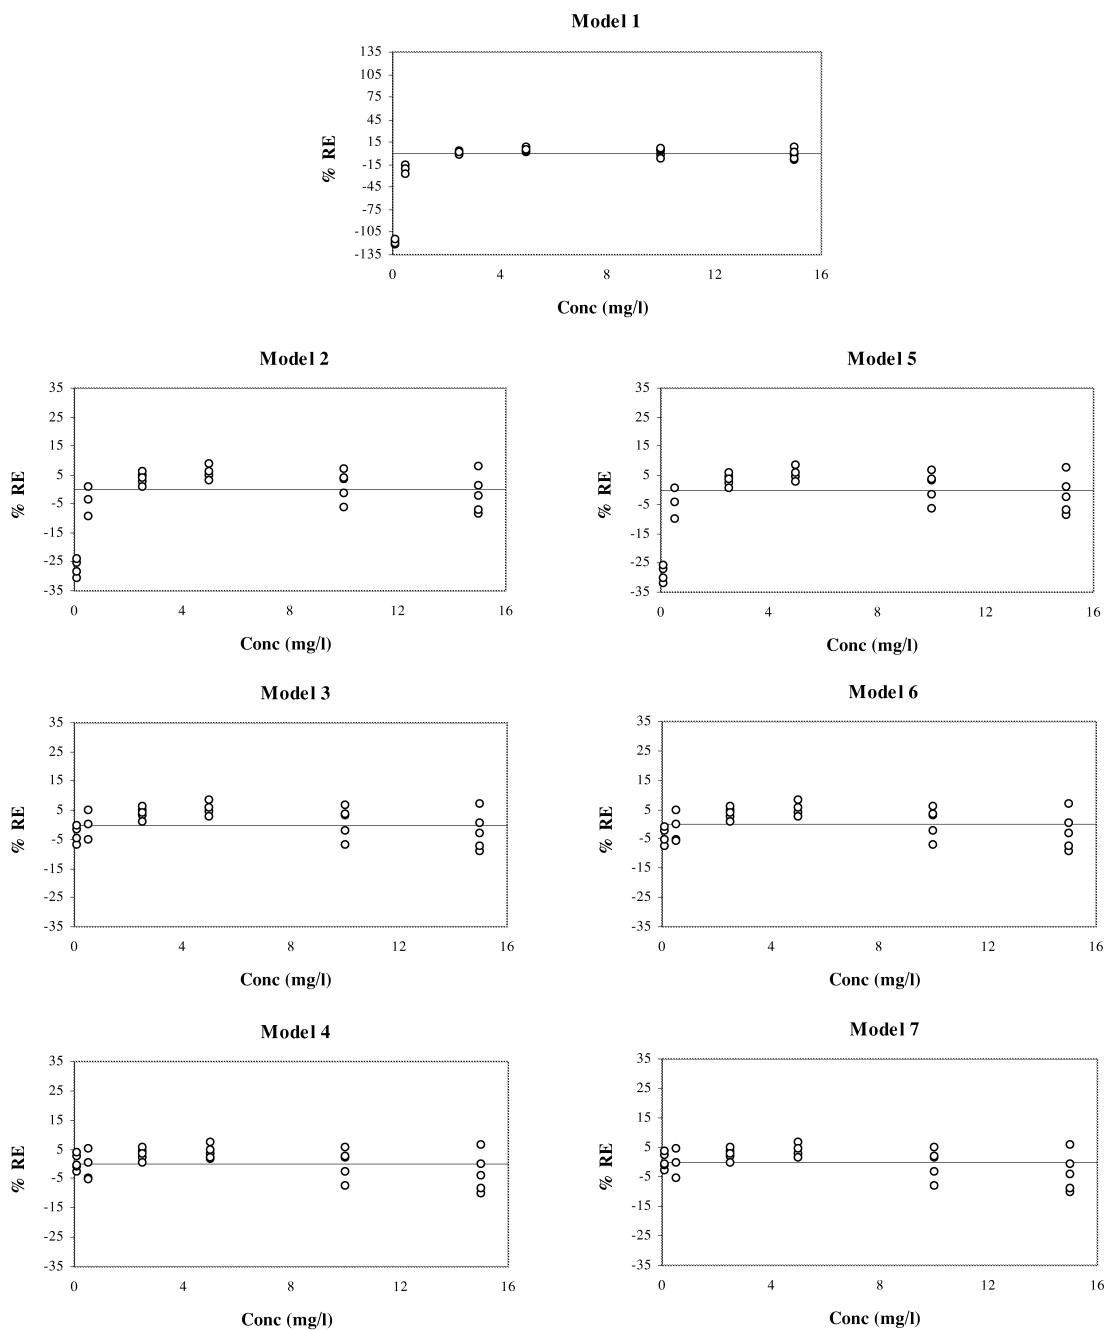 Model 1
135
105
75
45
15
-15
-45
-75
-105
-135
% RE
0 4 8 12 16
Conc (mg/l)
Model 2
35
25
15
5
-5
-15
-25
-35
% RE
0 4 8 12 16
Conc (mg/l)
Model 5
35
25
15
5
-5
-15
-25
-35
% RE
0 4 8 12 16
Conc (mg/l)
Model 3
35
25
15
5
-5
-15
-25
-35
% RE
0 4 8 12 16
Conc (mg/l)
Model 6
35
25
15
5
-5
-15
-25
-35
% RE
0 4 8 12 16
Conc (mg/l)
Model 4
35
25
15
5
-5
-15
-25
-35
% RE
0 4 8 12 16
Conc (mg/l)
Model 7
35
25
15
5
-5
-15
-25
-35
% RE
0 4 8 12 16
Conc (mg/l)